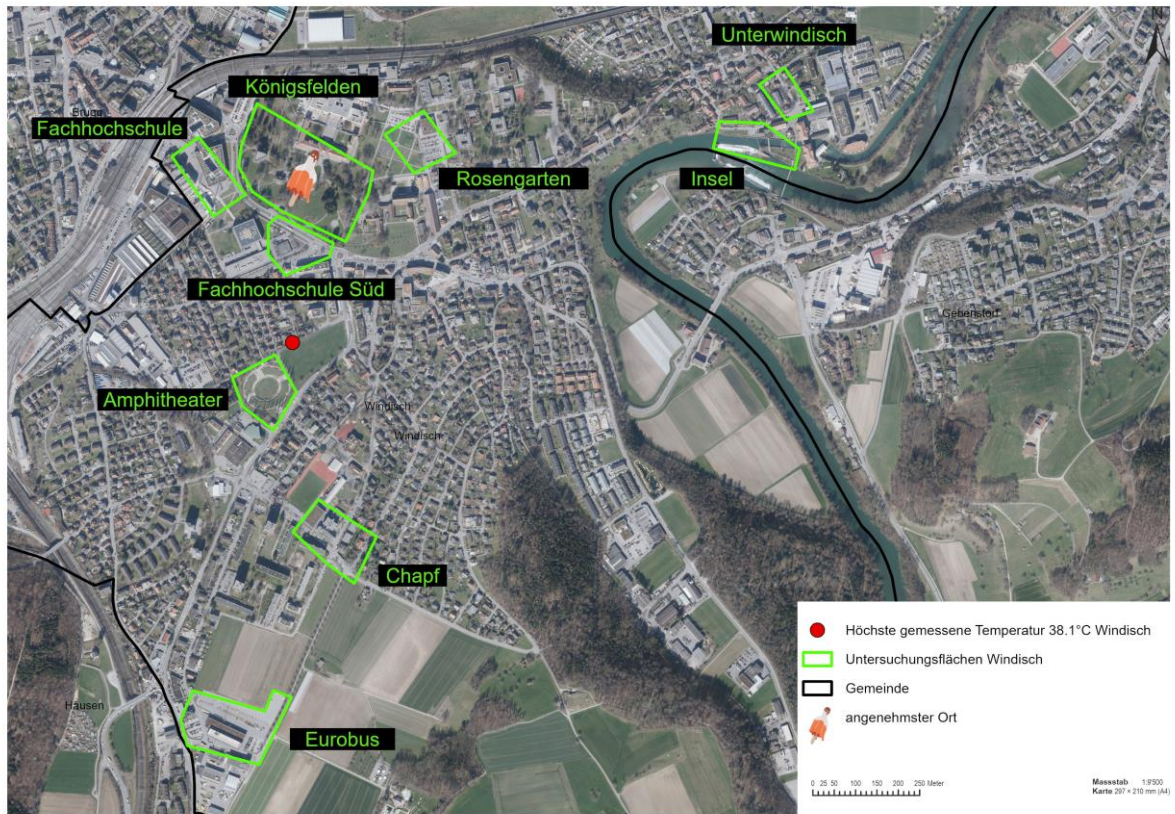 N
Unterwindisch
Königsfelden
Brugg
Fachhochschule
Rosengarten
Insel
Fachhochschule Süd
Gebenstorf
Amphitheater
Windisch
Windisch
Chapf
Hausen
Eurobus
Höchste gemessene Temperatur 38.1°C Windisch
Untersuchungsflächen Windisch
Gemeinde
angenehmster Ort
0 25 50 100 150 200 250 Meter
Massstab 1:9'500
Karte 297 × 210 mm (A4)